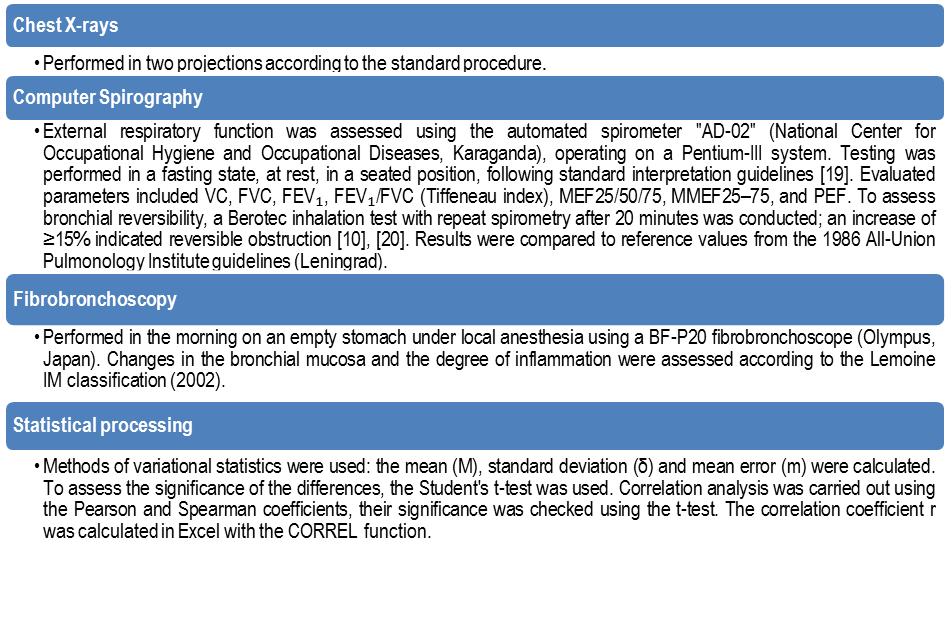 Chest X-rays
• Performed in two projections according to the standard procedure.
Computer Spirography
• External respiratory function was assessed using the automated spirometer "AD-02" (National Center for
Occupational Hygiene and Occupational Diseases, Karaganda), operating on a Pentium-III system. Testing was
performed in a fasting state, at rest, in a seated position, following standard interpretation guidelines [19]. Evaluated
parameters included VC, FVC, FEV₁, FEV₁/FVC (Tiffeneau index), MEF25/50/75, MMEF25–75, and PEF. To assess
bronchial reversibility, a Berotec inhalation test with repeat spirometry after 20 minutes was conducted; an increase of
≥15% indicated reversible obstruction [10], [20]. Results were compared to reference values from the 1986 All-Union
Pulmonology Institute guidelines (Leningrad).
Fibrobronchoscopy
• Performed in the morning on an empty stomach under local anesthesia using a BF-P20 fibrobronchoscope (Olympus,
Japan). Changes in the bronchial mucosa and the degree of inflammation were assessed according to the Lemoine
IM classification (2002).
Statistical processing
• Methods of variational statistics were used: the mean (M), standard deviation (δ) and mean error (m) were calculated.
To assess the significance of the differences, the Student's t-test was used. Correlation analysis was carried out using
the Pearson and Spearman coefficients, their significance was checked using the t-test. The correlation coefficient r
was calculated in Excel with the CORREL function.